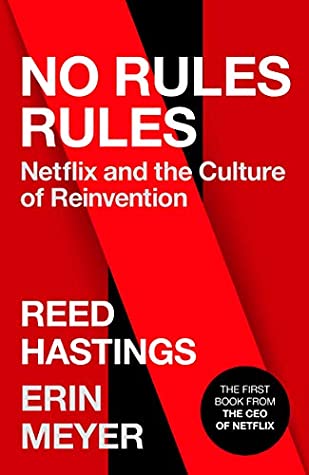 NO RULES
RULES
Netflix and the Culture
of Reinvention
REED
HASTINGS
ERIN
MEYER
THE FIRST
BOOK FROM
THE CEO
OF NETFLIX